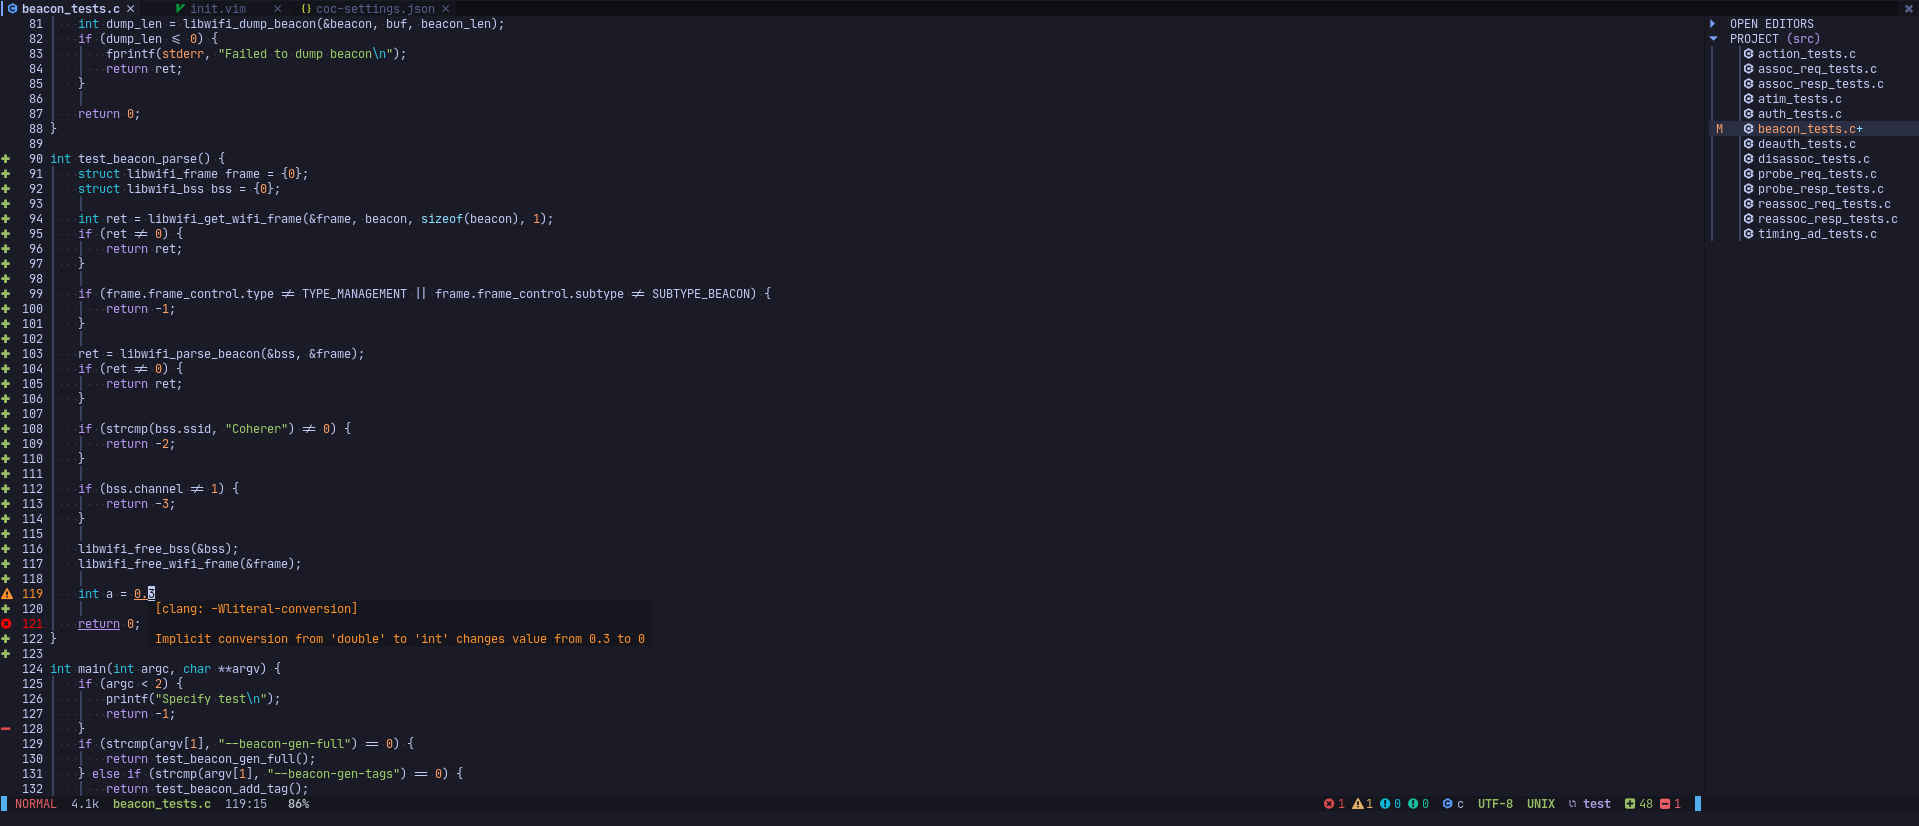 beacon_tests.c × init.vim × {} coc-settings.json × ×
81 int dump_len = libwifi_dump_beacon(&beacon, buf, beacon_len);
82 if (dump_len ≤ 0) {
83 fprintf(stderr, "Failed to dump beacon\n");
84 return ret;
85 }
86
87 return 0;
88 }
89
90 int test_beacon_parse() {
91 struct libwifi_frame frame = {0};
92 struct libwifi_bss bss = {0};
93
94 int ret = libwifi_get_wifi_frame(&frame, beacon, sizeof(beacon), 1);
95 if (ret ≠ 0) {
96 return ret;
97 }
98
99 if (frame.frame_control.type ≠ TYPE_MANAGEMENT || frame.frame_control.subtype ≠ SUBTYPE_BEACON) {
100 return -1;
101 }
102
103 ret = libwifi_parse_beacon(&bss, &frame);
104 if (ret ≠ 0) {
105 return ret;
106 }
107
108 if (strcmp(bss.ssid, "Coherer") ≠ 0) {
109 return -2;
110 }
111
112 if (bss.channel ≠ 1) {
113 return -3;
114 }
115
116 libwifi_free_bss(&bss);
117 libwifi_free_wifi_frame(&frame);
118
119 int a = 0.3
120 [clang: -Wliteral-conversion]
121 return 0;
122 } Implicit conversion from 'double' to 'int' changes value from 0.3 to 0
123
124 int main(int argc, char **argv) {
125 if (argc < 2) {
126 printf("Specify test\n");
127 return -1;
128 }
129 if (strcmp(argv[1], "--beacon-gen-full") == 0) {
130 return test_beacon_gen_full();
131 } else if (strcmp(argv[1], "--beacon-gen-tags") == 0) {
132 return test_beacon_add_tag();
OPEN EDITORS
PROJECT (src)
action_tests.c
assoc_req_tests.c
assoc_resp_tests.c
atim_tests.c
auth_tests.c
M beacon_tests.c+
deauth_tests.c
disassoc_tests.c
probe_req_tests.c
probe_resp_tests.c
reassoc_req_tests.c
reassoc_resp_tests.c
timing_ad_tests.c
NORMAL 4.1k beacon_tests.c 119:15 86% 1 1 0 0 c UTF-8 UNIX test 48 1